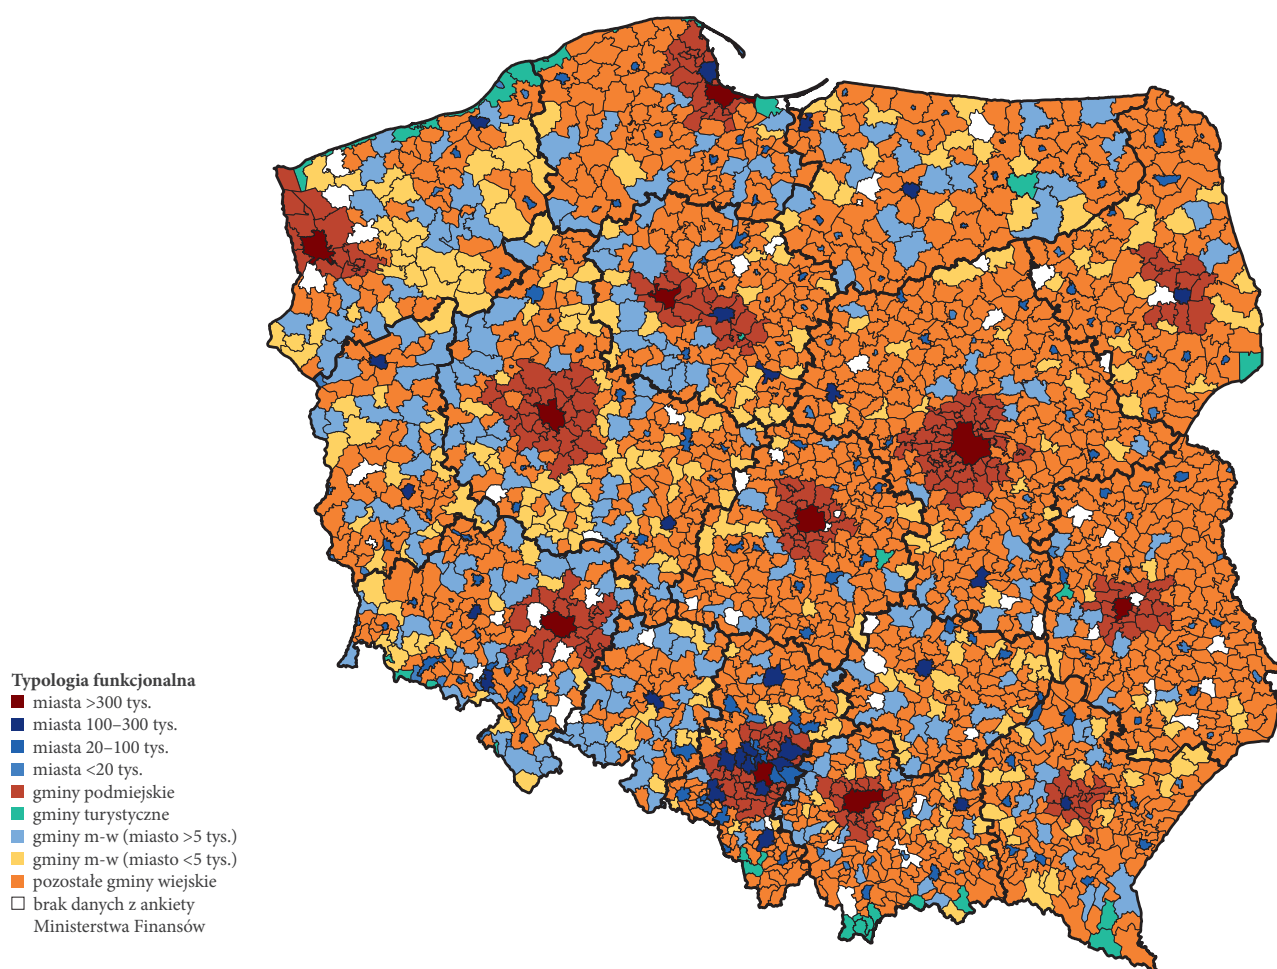 Typologia funkcjonalna
miasta >300 tys.
miasta 100–300 tys.
miasta 20–100 tys.
miasta <20 tys.
gminy podmiejskie
gminy turystyczne
gminy m-w (miasto >5 tys.)
gminy m-w (miasto <5 tys.)
pozostałe gminy wiejskie
brak danych z ankiety
Ministerstwa Finansów